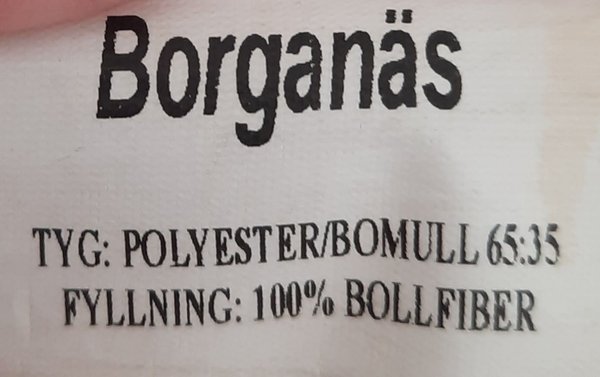 Borganäs
TYG: POLYESTER/BOMULL 65:35
FYLLNING: 100% BOLLFIBER